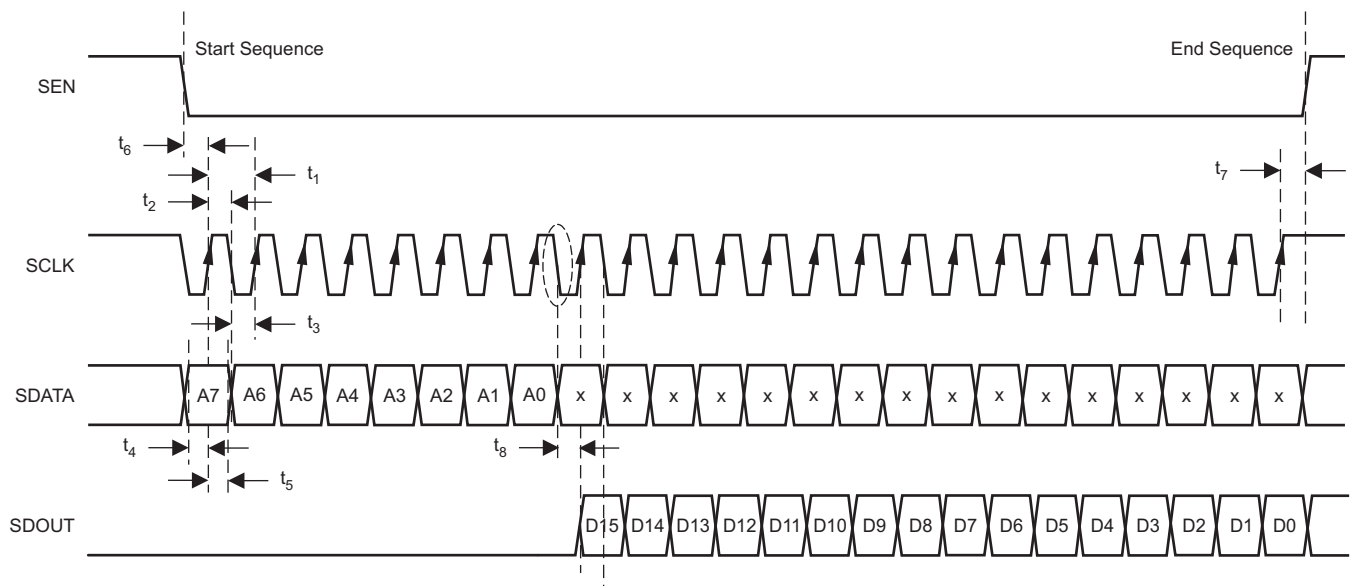 Start Sequence
End Sequence
SEN
t6
t1
t7
t2
SCLK
t3
SDATA A7 A6 A5 A4 A3 A2 A1 A0 x x x x x x x x x x x x x x x x
t4
t8
t5
SDOUT D15 D14 D13 D12 D11 D10 D9 D8 D7 D6 D5 D4 D3 D2 D1 D0